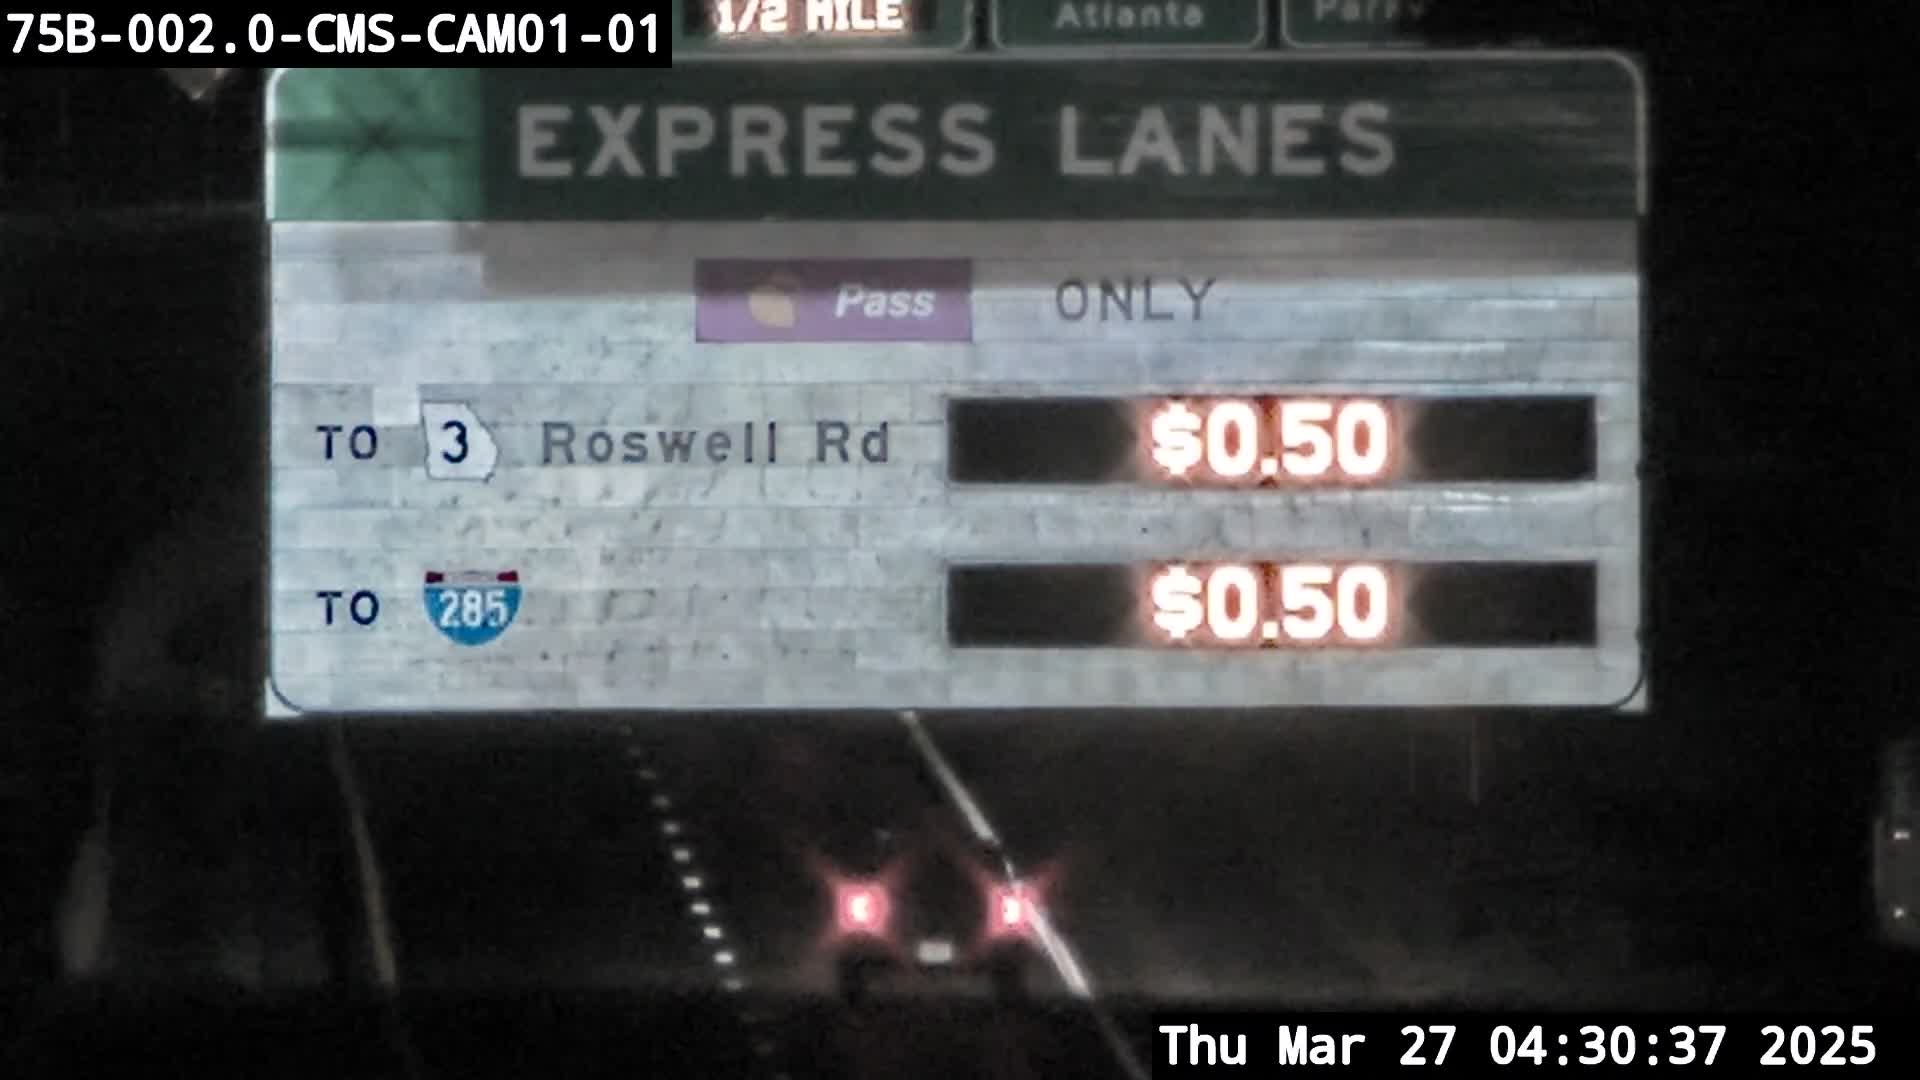 75B-002.0-CMS-CAM01-01
1/2 MILE
Atlanta
EXPRESS LANES
Pass ONLY
TO 3 Roswell Rd $0.50
TO 285 $0.50
Thu Mar 27 04:30:37 2025